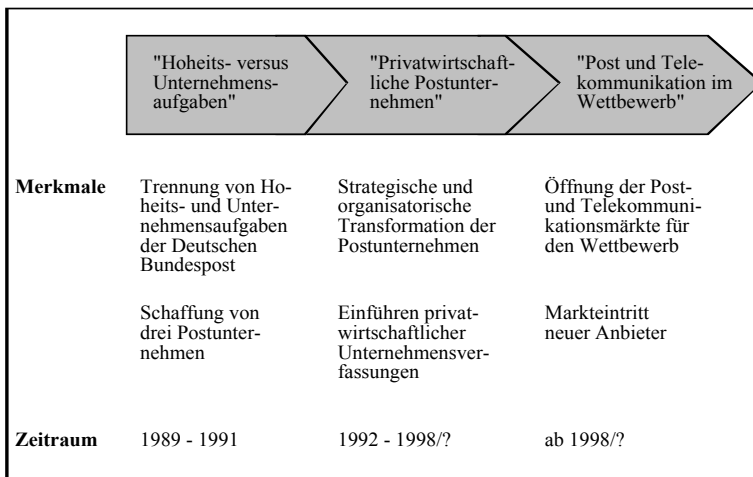 "Hoheits- versus
Unternehmens-
aufgaben"
"Privatwirtschaft-
liche Postunter-
nehmen"
"Post und Tele-
kommunikation im
Wettbewerb"
Merkmale
Trennung von Ho-
heits- und Unter-
nehmensaufgaben
der Deutschen
Bundespost
Strategische und
organisatorische
Transformation der
Postunternehmen
Öffnung der Post-
und Telekommuni-
kationsmärkte für
den Wettbewerb
Schaffung von
drei Postunter-
nehmen
Einführen privat-
wirtschaftlicher
Unternehmensver-
fassungen
Markteintritt
neuer Anbieter
Zeitraum
1989 - 1991
1992 - 1998/?
ab 1998/?